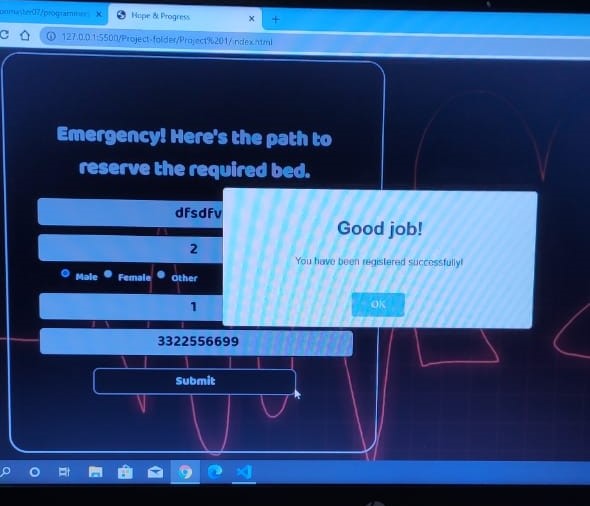 Hope & Progress
127.0.0.1:5500/Project-folder/Project%201/index.html
Emergency! Here's the path to
reserve the required bed.
dfsdfv
2
Male Female Other
1
3322556699
Submit
Good job!
You have been registered successfully!
OK